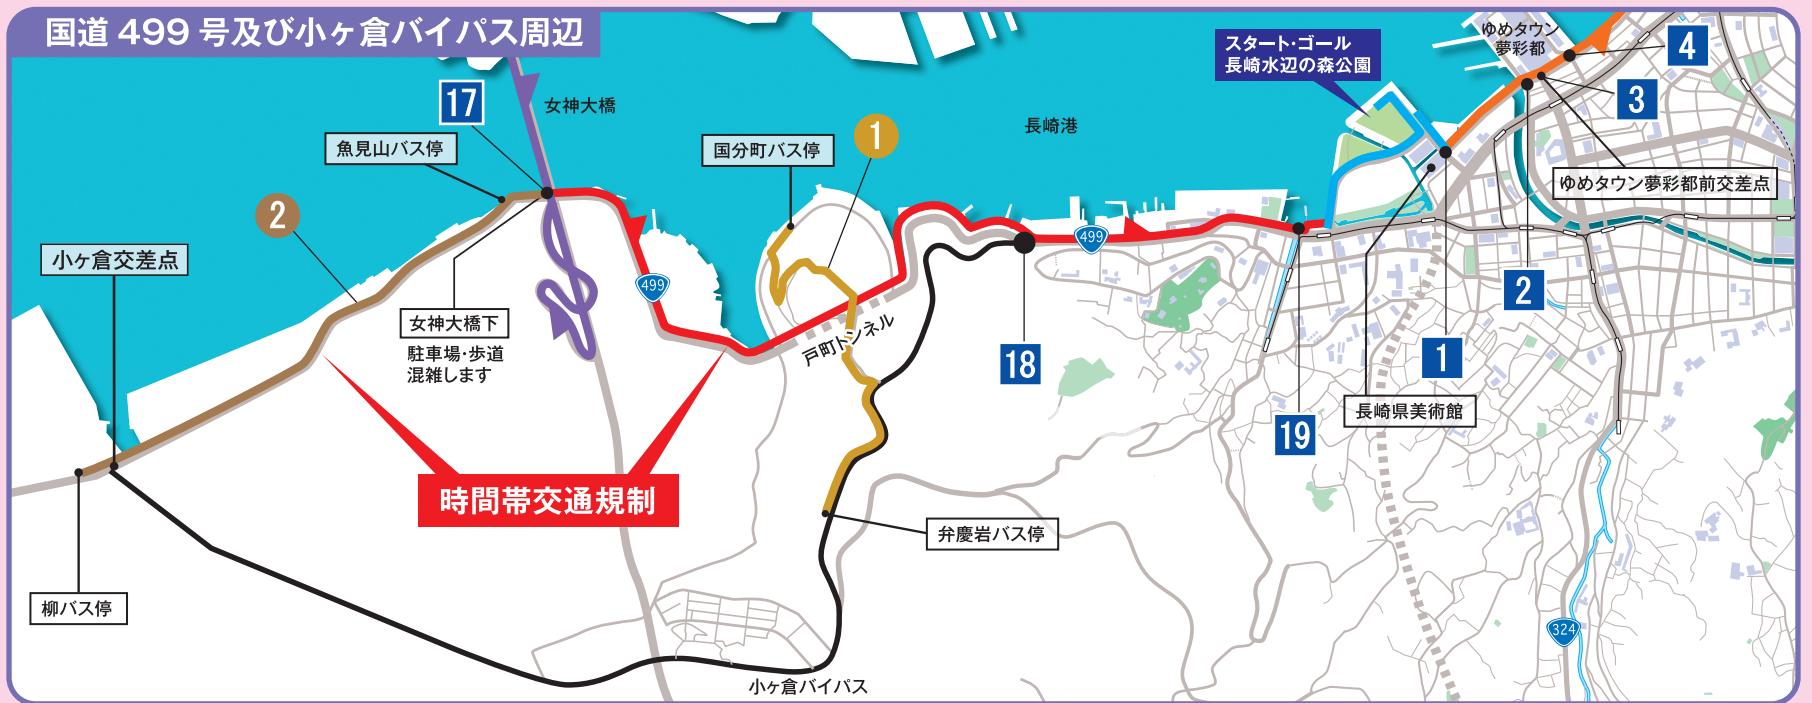 国道 499 号及び小ヶ倉バイパス周辺
スタート・ゴール
長崎水辺の森公園
ゆめタウン
夢彩都
4
3
17
女神大橋
魚見山バス停
国分町バス停
1
長崎港
ゆめタウン夢彩都前交差点
2
小ヶ倉交差点
499
499
2
女神大橋下
駐車場・歩道
混雑します
戸町トンネル
18
1
長崎県美術館
19
時間帯交通規制
弁慶岩バス停
柳バス停
324
小ヶ倉バイパス